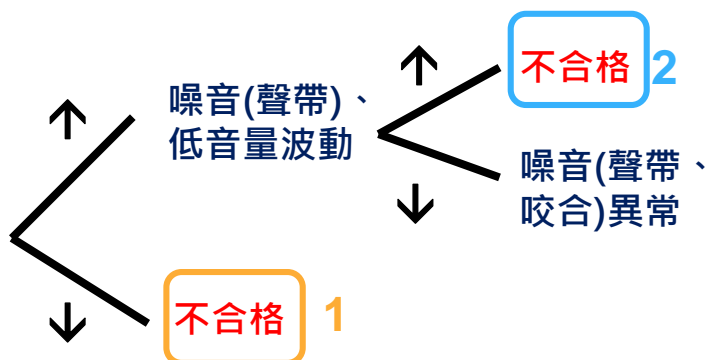 ↑
噪音(聲帶)、
低音量波動
↑
不合格 2
噪音(聲帶、
咬合)異常
↓
↓
不合格 1